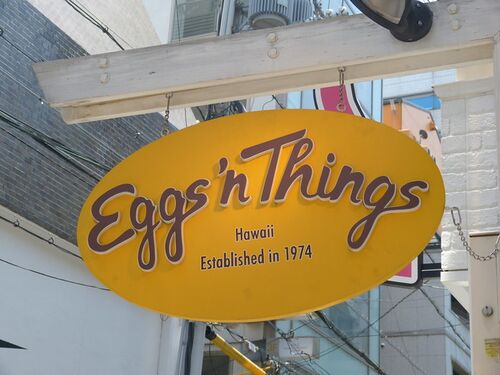 Eggs 'n Things
Hawaii
Established in 1974